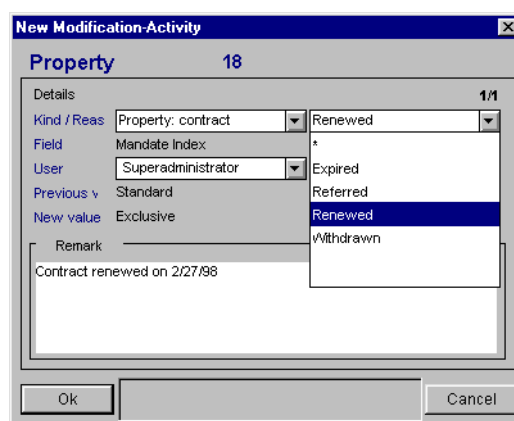 New Modification-Activity
Property 18
Details 1/1
Kind / Reas Property: contract Renewed
Field Mandate Index *
User Superadministrator Expired
Previous v Standard Referred
Renewed
New value Exclusive
Withdrawn
Remark
Contract renewed on 2/27/98
Ok Cancel